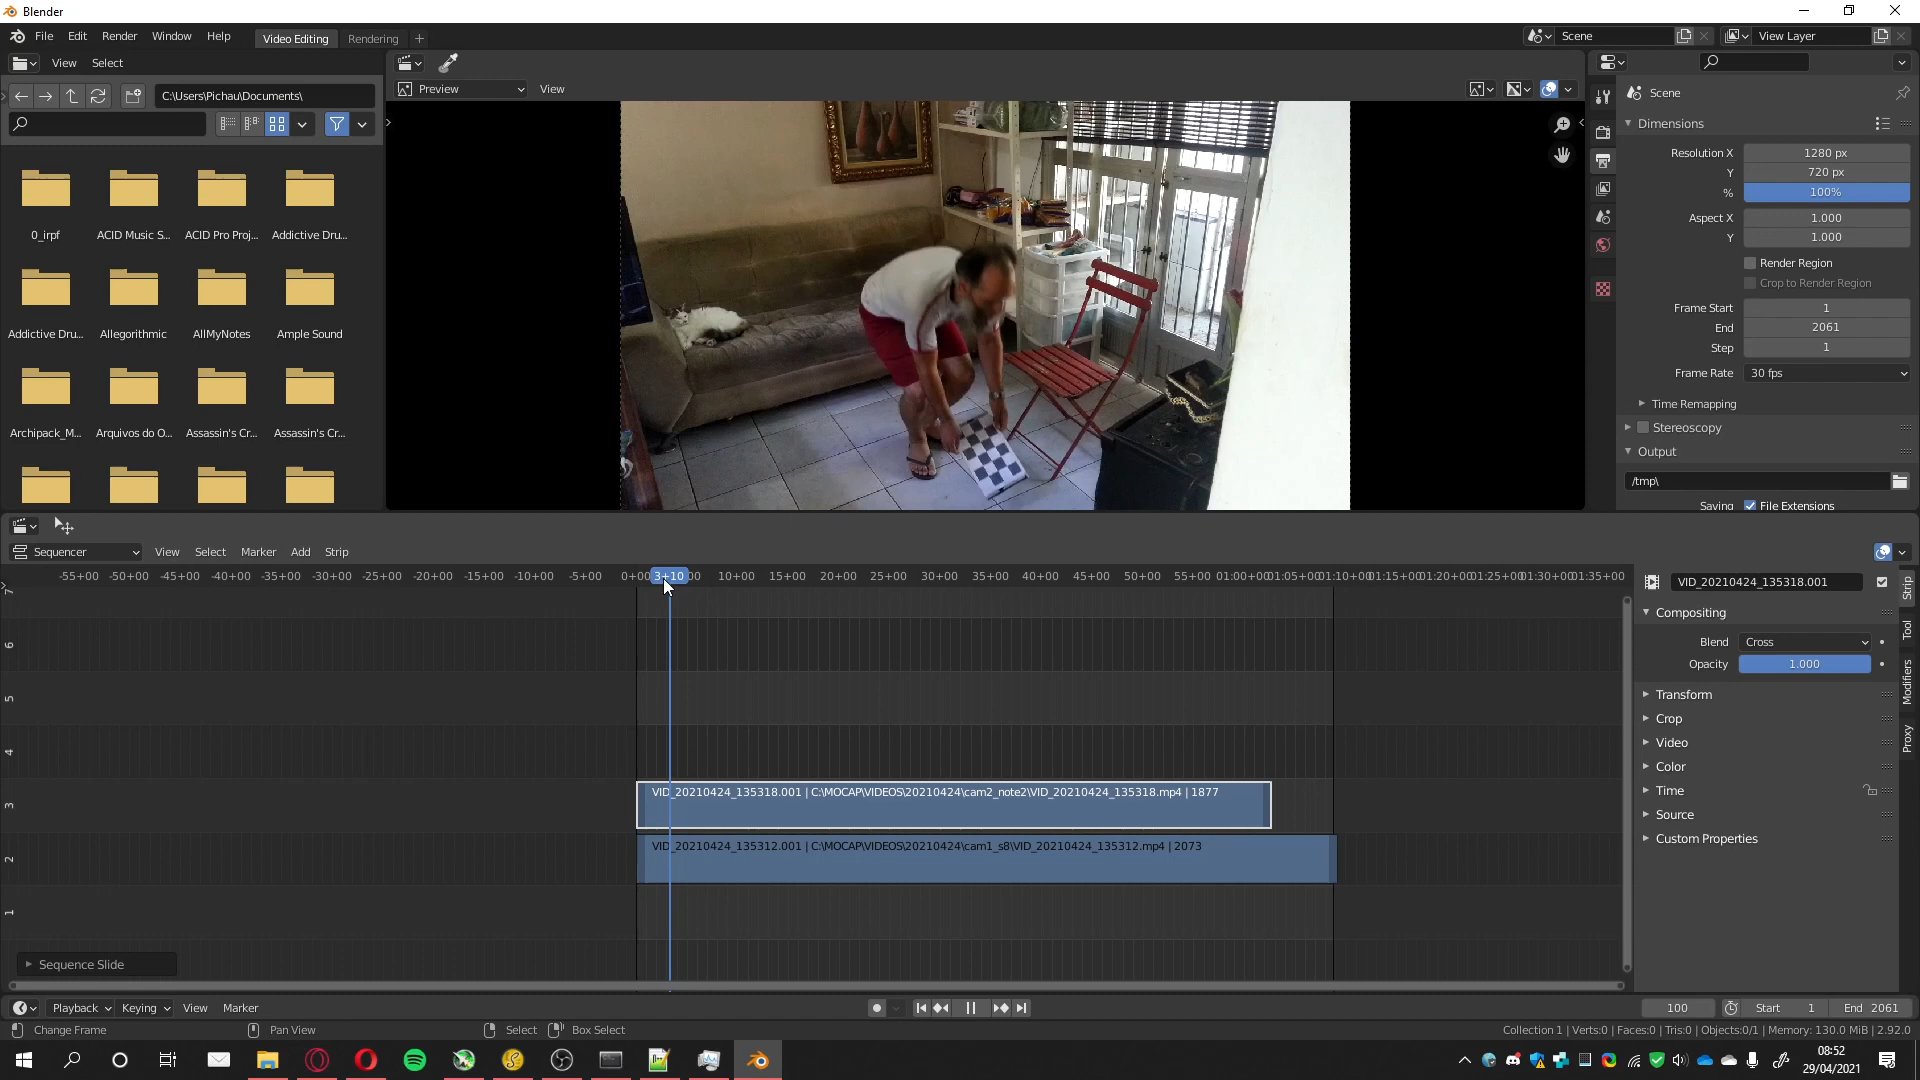 Blender
File Edit Render Window Help Video Editing Rendering + Scene View Layer
View Select
C:\Users\Pichau\Documents\
Preview View
0_irpf ACID Music S... ACID Pro Proj... Addictive Dru...
Addictive Dru... Allegorithmic AllMyNotes Ample Sound
Archipack_M... Arquivos do O... Assassin's Cr... Assassin's Cr...
Scene
Dimensions
Resolution X 1280 px
Y 720 px
% 100%
Aspect X 1.000
Y 1.000
Render Region
Crop to Render Region
Frame Start 1
End 2061
Step 1
Frame Rate 30 fps
Time Remapping
Stereoscopy
Output
/tmp\
Saving File Extensions
Sequencer View Select Marker Add Strip
-55+00 -50+00 -45+00 -40+00 -35+00 -30+00 -25+00 -20+00 -15+00 -10+00 -5+00 0+00 3+10 10+00 15+00 20+00 25+00 30+00 35+00 40+00 45+00 50+00 55+00 01:00+00 01:05+00 01:10+00 01:15+00 01:20+00 01:25+00 01:30+00 01:35+00
7
6
5
4
3
2
1
VID_20210424_135318.001 | C:\MOCAP\VIDEOS\20210424\cam2_note2\VID_20210424_135318.mp4 | 1877
VID_20210424_135312.001 | C:\MOCAP\VIDEOS\20210424\cam1_s8\VID_20210424_135312.mp4 | 2073
Sequence Slide
VID_20210424_135318.001
Compositing
Blend Cross
Opacity 1.000
Transform
Crop
Video
Color
Time
Source
Custom Properties
Strip
Tool
Modifiers
Proxy
Playback Keying View Marker 100 Start 1 End 2061
Change Frame Pan View Select Box Select Collection 1 | Verts:0 | Faces:0 | Tris:0 | Objects:0/1 | Memory: 130.0 MiB | 2.92.0
08:52
29/04/2021